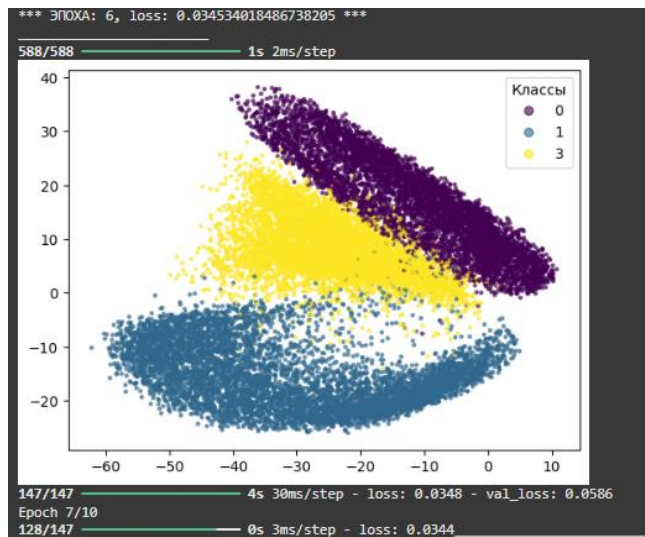 *** ЭПОХА: 6, loss: 0.034534018486738205 ***
588/588 ━━━━━━━━━━━━━━━━━━━━ 1s 2ms/step
40
30
20
10
0
−10
−20
Классы
0
1
3
−60 −50 −40 −30 −20 −10 0 10
147/147 ━━━━━━━━━━━━━━━━━━━━ 4s 30ms/step - loss: 0.0348 - val_loss: 0.0586
Epoch 7/10
128/147 ━━━━━━━━━━━━━━━━━━━━ 0s 3ms/step - loss: 0.0344